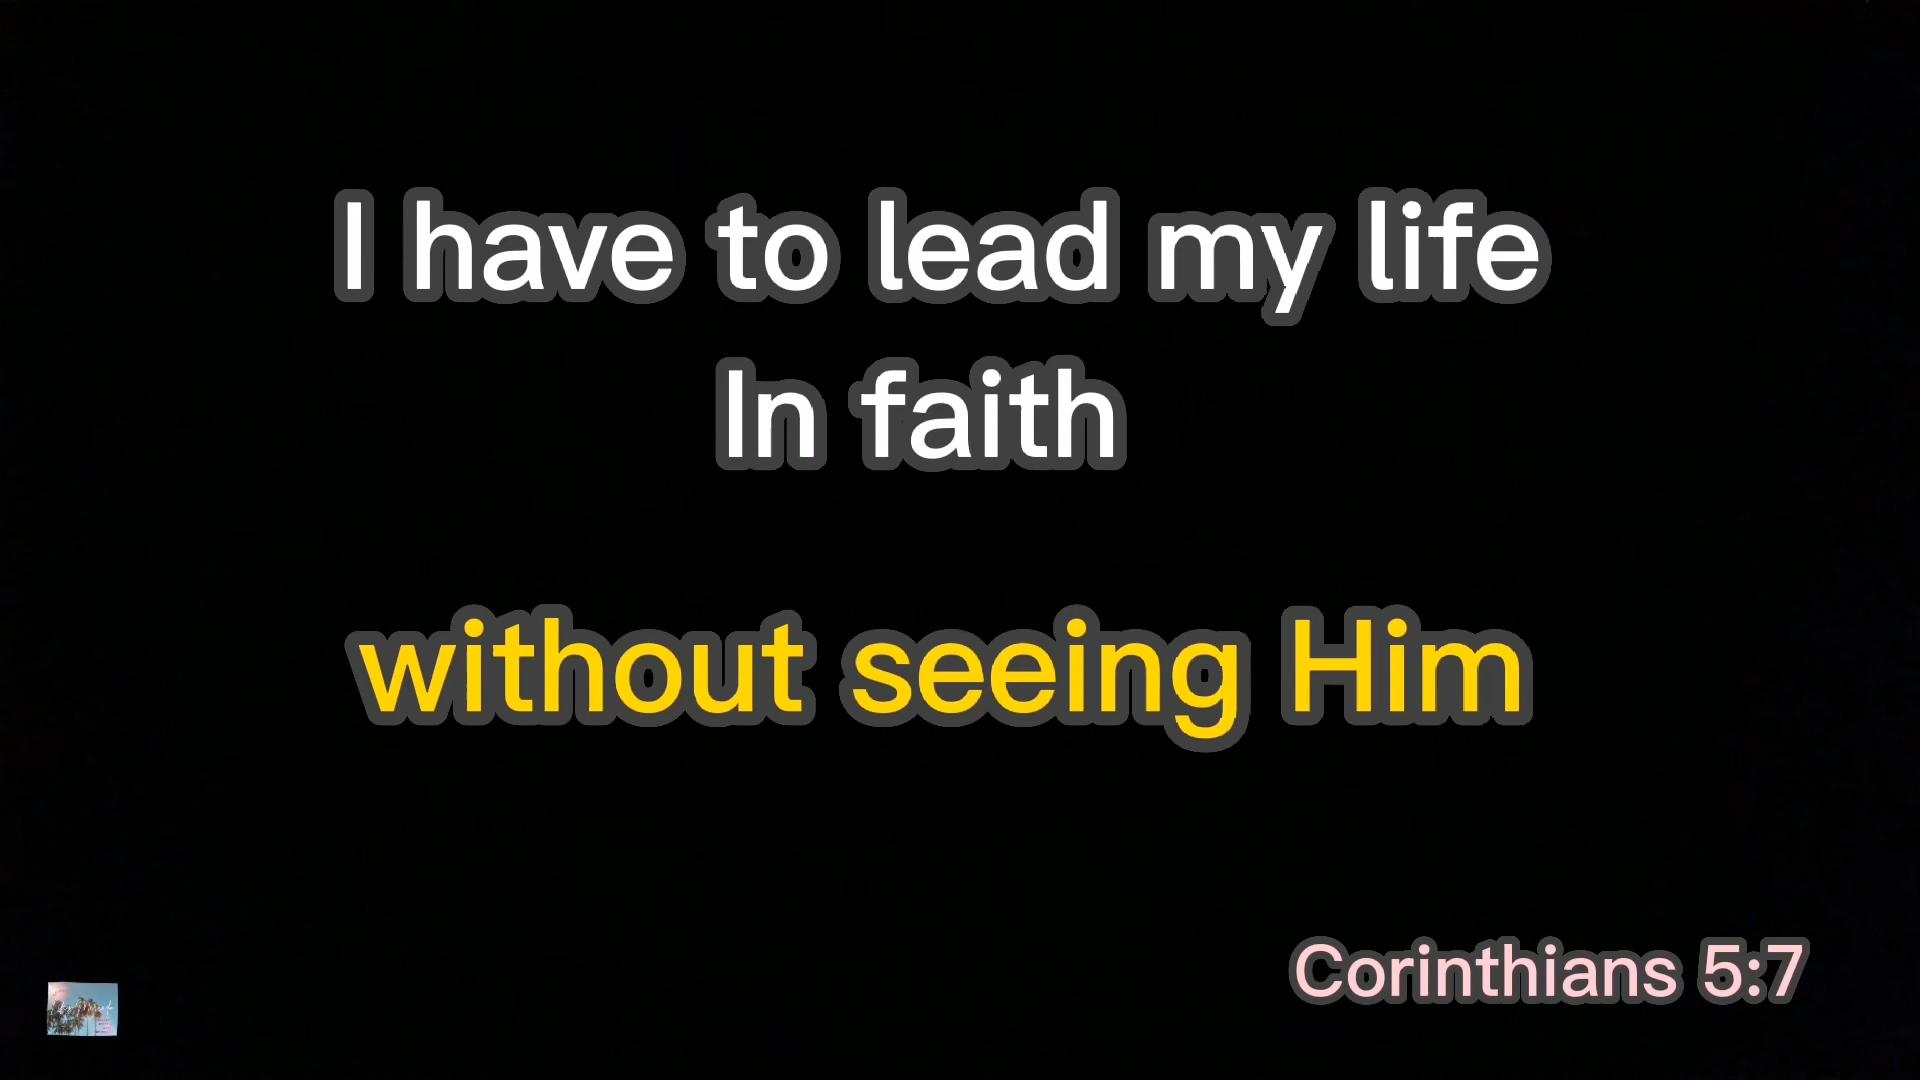 I have to lead my life
In faith
without seeing Him
Corinthians 5:7